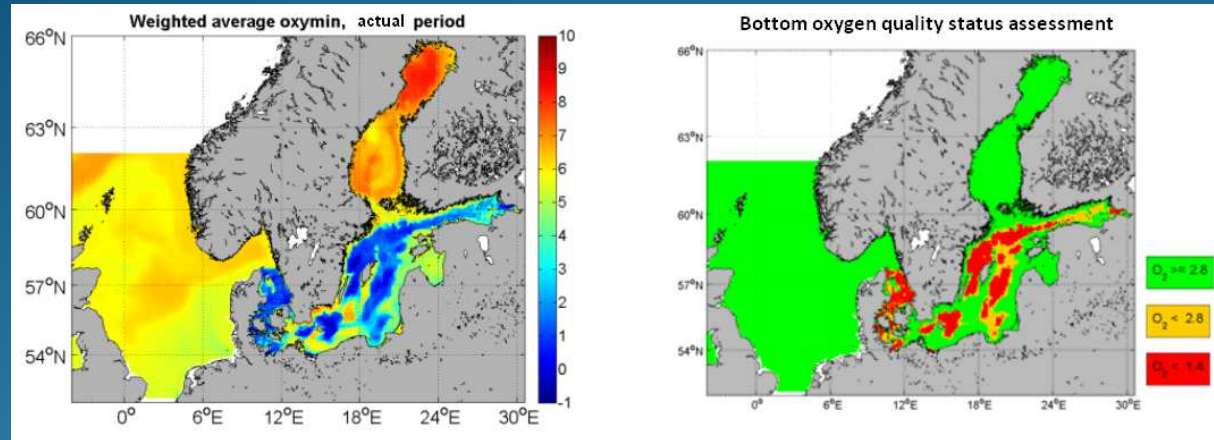 Weighted average oxymin, actual period
66°N
63°N
60°N
57°N
54°N
0°
6°E
12°E
18°E
24°E
30°E
10
9
8
7
6
5
4
3
2
1
0
-1
Bottom oxygen quality status assessment
66°N
63°N
60°N
57°N
54°N
0°
6°E
12°E
18°E
24°E
30°E
O₂ >= 2.8
O₂ < 2.8
O₂ < 1.4